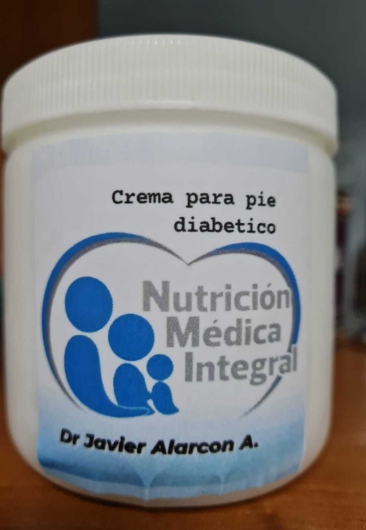 Crema para pie
diabetico
Nutrición
Médica
Integral
Dr Javier Alarcon A.